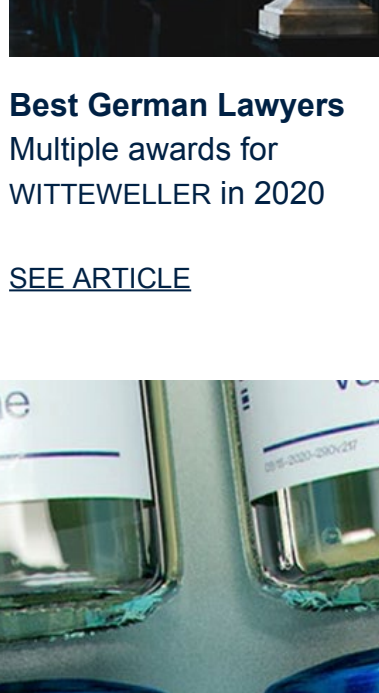 Best German Lawyers
Multiple awards for
WITTEWELLER in 2020
SEE ARTICLE